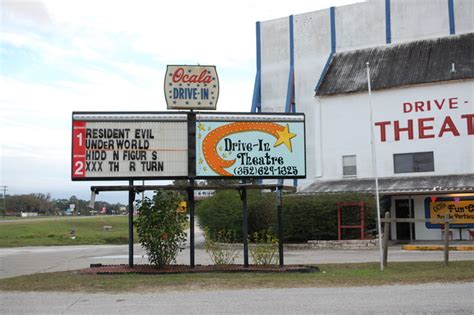 Ocala
DRIVE-IN
1
2
RESIDENT EVIL
UNDERWORLD
HIDD N FIGUR S
XXX TH R TURN
Drive-In
Theatre
(352)629-1325
DRIVE-
THEAT
Fun-